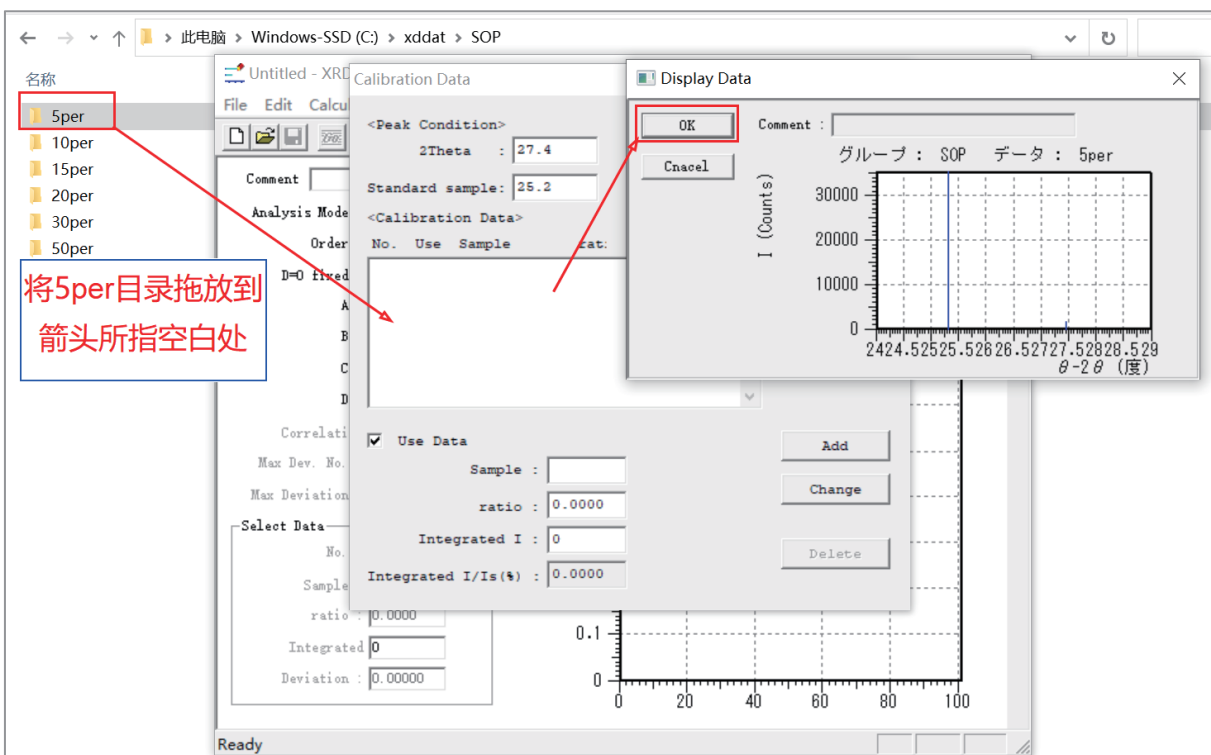 此电脑 > Windows-SSD (C:) > xddat > SOP
名称
5per
10per
15per
20per
30per
50per
将5per目录拖放到
箭头所指空白处
Untitled - XRD
File Edit Calcul
Comment
Analysis Mode
Order
D=0 fixed
A
B
C
D
Correlati
Max Dev. No.
Max Deviation
Select Data
No.
Sample
ratio : 0.0000
Integrated 0
Deviation : 0.00000
Ready
Calibration Data
<Peak Condition>
2Theta : 27.4
Standard sample: 25.2
<Calibration Data>
No. Use Sample rat:
Use Data
Sample :
ratio : 0.0000
Integrated I : 0
Integrated I/Is(%) : 0.0000
Add
Change
Delete
Display Data
OK
Cnacel
Comment :
グループ : SOP データ : 5per
I (Counts)
30000
20000
10000
0
2424.52525.52626.52727.52828.529
θ-2θ (度)
0.1
0
0 20 40 60 80 100